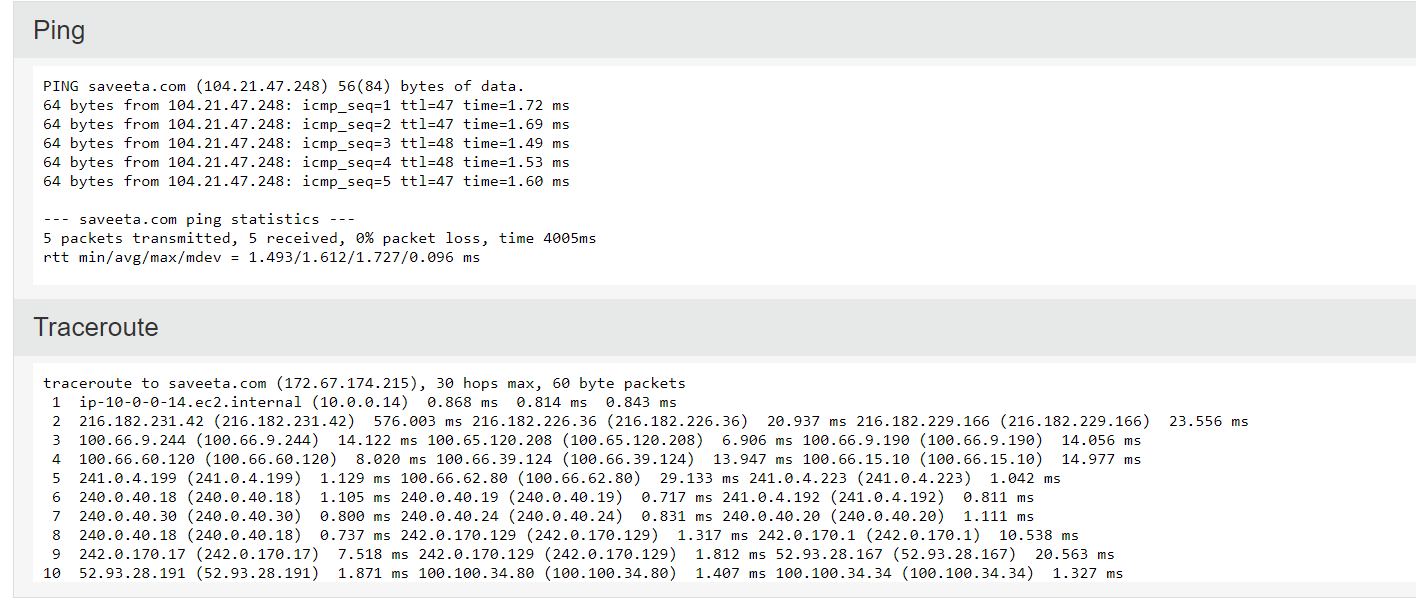 Ping
PING saveeta.com (104.21.47.248) 56(84) bytes of data.
64 bytes from 104.21.47.248: icmp_seq=1 ttl=47 time=1.72 ms
64 bytes from 104.21.47.248: icmp_seq=2 ttl=47 time=1.69 ms
64 bytes from 104.21.47.248: icmp_seq=3 ttl=48 time=1.49 ms
64 bytes from 104.21.47.248: icmp_seq=4 ttl=48 time=1.53 ms
64 bytes from 104.21.47.248: icmp_seq=5 ttl=47 time=1.60 ms
--- saveeta.com ping statistics ---
5 packets transmitted, 5 received, 0% packet loss, time 4005ms
rtt min/avg/max/mdev = 1.493/1.612/1.727/0.096 ms
Traceroute
traceroute to saveeta.com (172.67.174.215), 30 hops max, 60 byte packets
1  ip-10-0-0-14.ec2.internal (10.0.0.14)  0.868 ms  0.814 ms  0.843 ms
2  216.182.231.42 (216.182.231.42)  576.003 ms 216.182.226.36 (216.182.226.36)  20.937 ms 216.182.229.166 (216.182.229.166)  23.556 ms
3  100.66.9.244 (100.66.9.244)  14.122 ms 100.65.120.208 (100.65.120.208)  6.906 ms 100.66.9.190 (100.66.9.190)  14.056 ms
4  100.66.60.120 (100.66.60.120)  8.020 ms 100.66.39.124 (100.66.39.124)  13.947 ms 100.66.15.10 (100.66.15.10)  14.977 ms
5  241.0.4.199 (241.0.4.199)  1.129 ms 100.66.62.80 (100.66.62.80)  29.133 ms 241.0.4.223 (241.0.4.223)  1.042 ms
6  240.0.40.18 (240.0.40.18)  1.105 ms 240.0.40.19 (240.0.40.19)  0.717 ms 241.0.4.192 (241.0.4.192)  0.811 ms
7  240.0.40.30 (240.0.40.30)  0.800 ms 240.0.40.24 (240.0.40.24)  0.831 ms 240.0.40.20 (240.0.40.20)  1.111 ms
8  240.0.40.18 (240.0.40.18)  0.737 ms 242.0.170.129 (242.0.170.129)  1.317 ms 242.0.170.1 (242.0.170.1)  10.538 ms
9  242.0.170.17 (242.0.170.17)  7.518 ms 242.0.170.129 (242.0.170.129)  1.812 ms 52.93.28.167 (52.93.28.167)  20.563 ms
10  52.93.28.191 (52.93.28.191)  1.871 ms 100.100.34.80 (100.100.34.80)  1.407 ms 100.100.34.34 (100.100.34.34)  1.327 ms